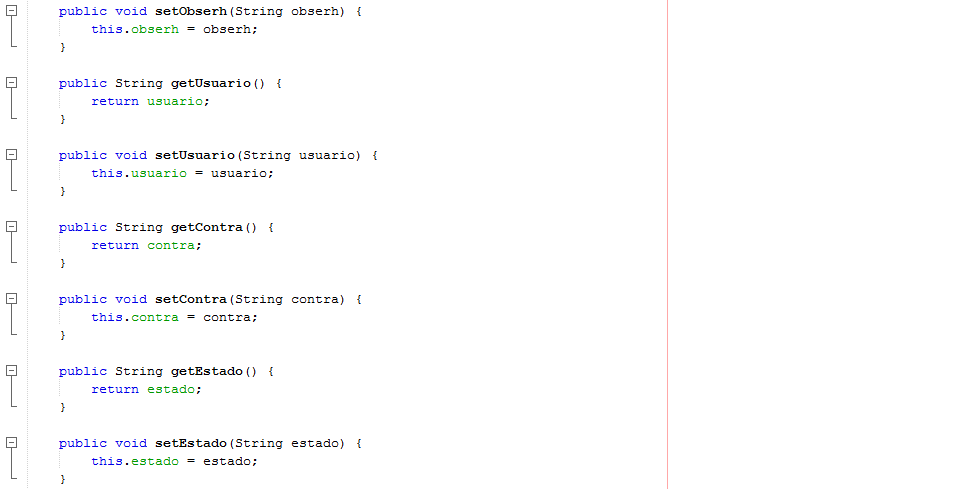 public void setObserh(String obserh) {
this.obserh = obserh;
}
public String getUsuario() {
return usuario;
}
public void setUsuario(String usuario) {
this.usuario = usuario;
}
public String getContra() {
return contra;
}
public void setContra(String contra) {
this.contra = contra;
}
public String getEstado() {
return estado;
}
public void setEstado(String estado) {
this.estado = estado;
}